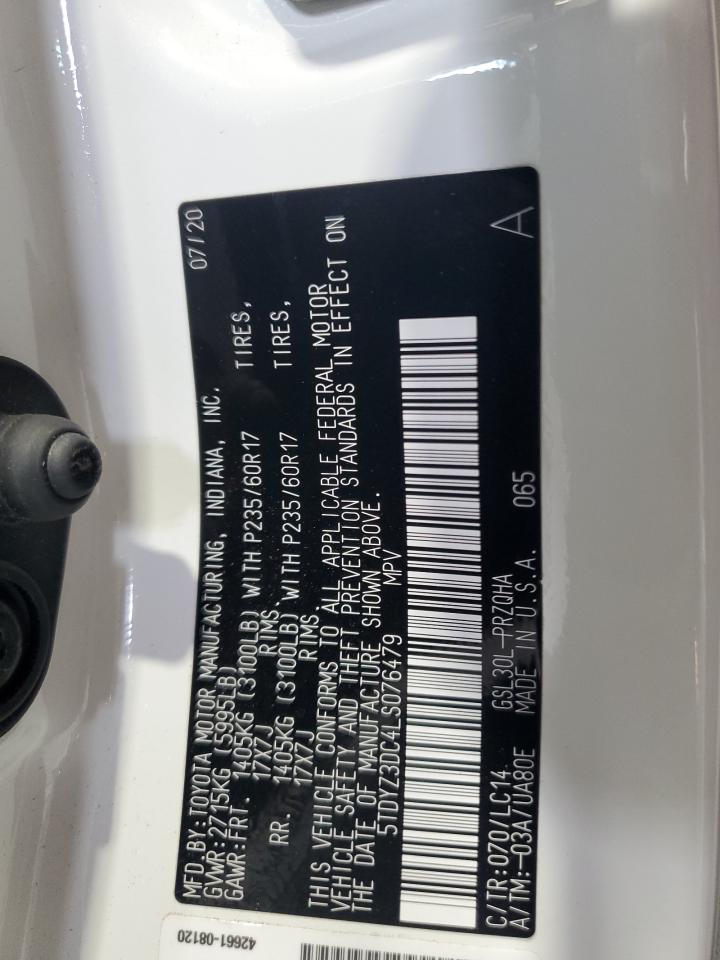 MFD.BY:TOYOTA MOTOR MANUFACTURING, INDIANA, INC. 07/20
GVWR:2715KG (5995LB)
GAWR:FRT. 1405KG (3100LB) WITH P235/60R17 TIRES,
17X7J RIMS.
RR. 1405KG (3100LB) WITH P235/60R17 TIRES,
17X7J RIMS.
THIS VEHICLE CONFORMS TO ALL APPLICABLE FEDERAL MOTOR
VEHICLE SAFETY AND THEFT PREVENTION STANDARDS IN EFFECT ON
THE DATE OF MANUFACTURE SHOWN ABOVE.
5TDYZ3DC4LS076479 MPV
C/TR:070/LC14 GSL30L-PRZQHA A
A/TM:-03A/UA80E MADE IN U.S.A. 065
42661-08120